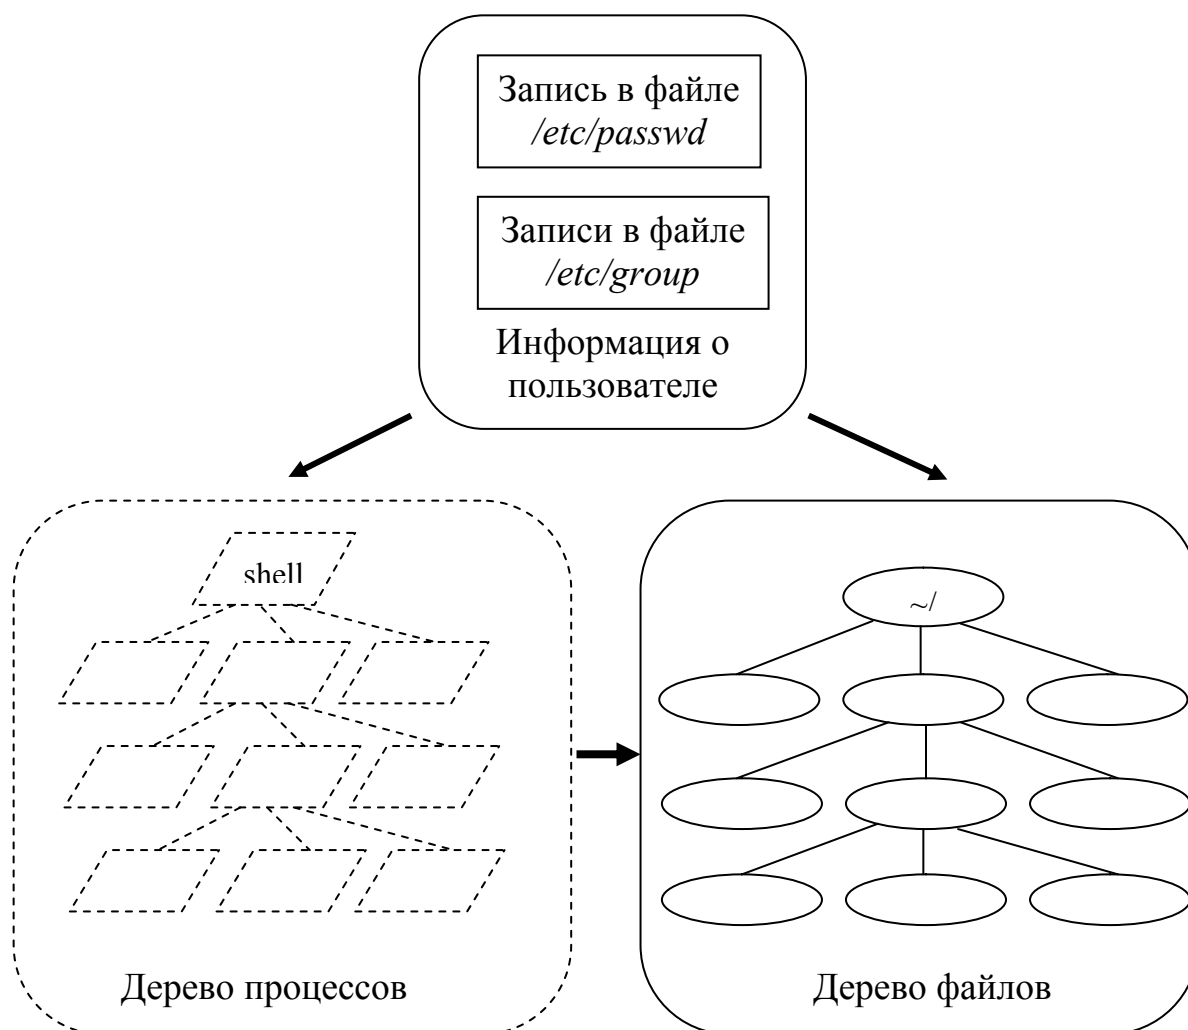 Запись в файле
/etc/passwd
Записи в файле
/etc/group
Информация о
пользователе
shell
~/
Дерево процессов
Дерево файлов